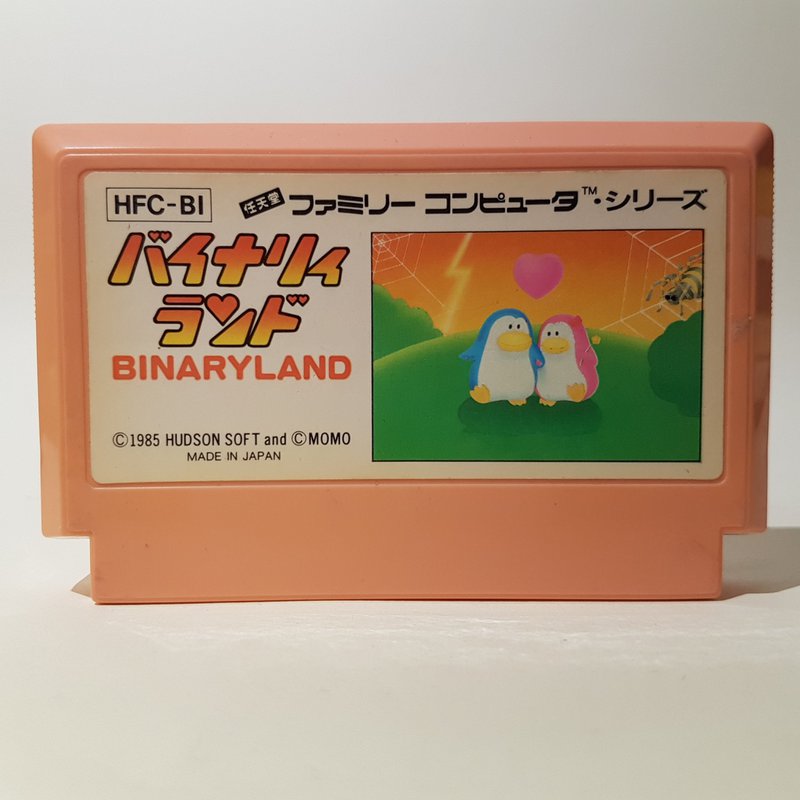 HFC-BI 任天堂 ファミリー コンピュータ™・シリーズ
バイナリィ
ランド
BINARYLAND
©1985 HUDSON SOFT and ©MOMO
MADE IN JAPAN